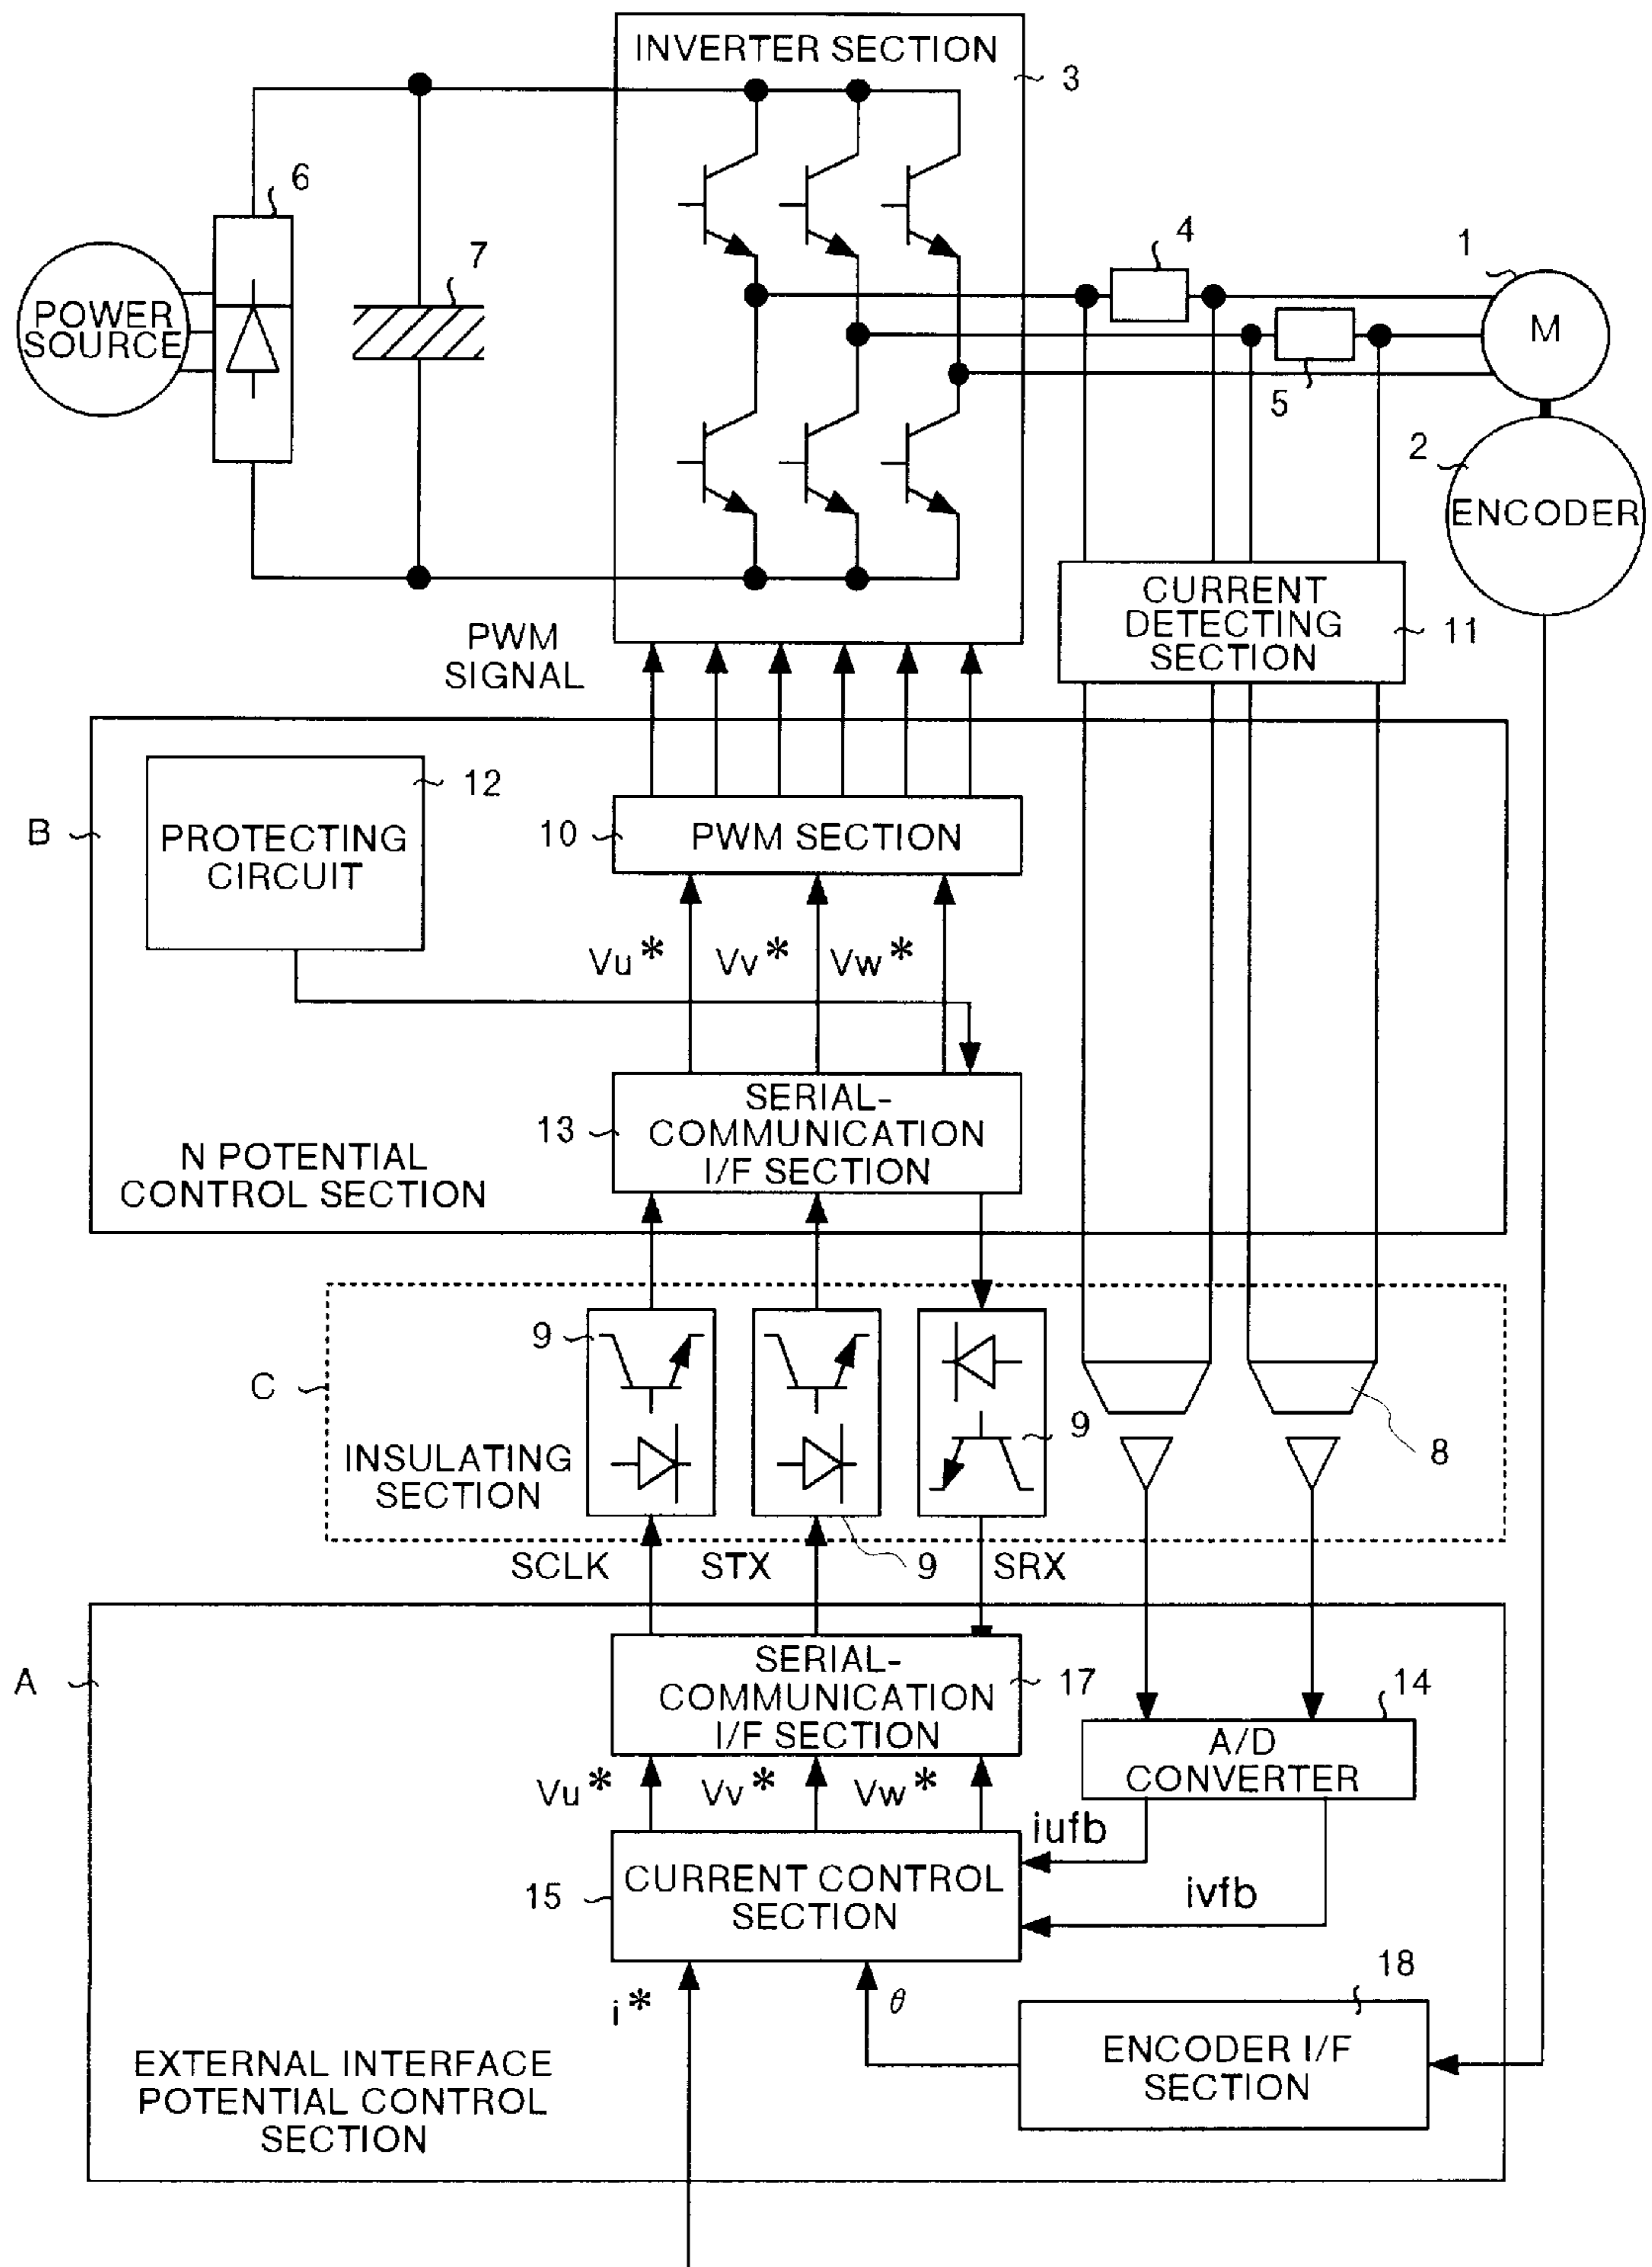 INVERTER SECTION
3
6
7
4
1
POWER
SOURCE
M
5
2
ENCODER
CURRENT
DETECTING
SECTION
11
PWM
SIGNAL
12
B
PROTECTING
CIRCUIT
10
PWM SECTION
Vu* Vv* Vw*
SERIAL-
COMMUNICATION
I/F SECTION
13
N POTENTIAL
CONTROL SECTION
9
C
9
8
INSULATING
SECTION
SCLK STX 9 SRX
A
SERIAL-
COMMUNICATION
I/F SECTION
17
14
A/D
CONVERTER
Vu* Vv* Vw*
iufb
15
CURRENT CONTROL
SECTION
ivfb
18
i* θ
ENCODER I/F
SECTION
EXTERNAL INTERFACE
POTENTIAL CONTROL
SECTION